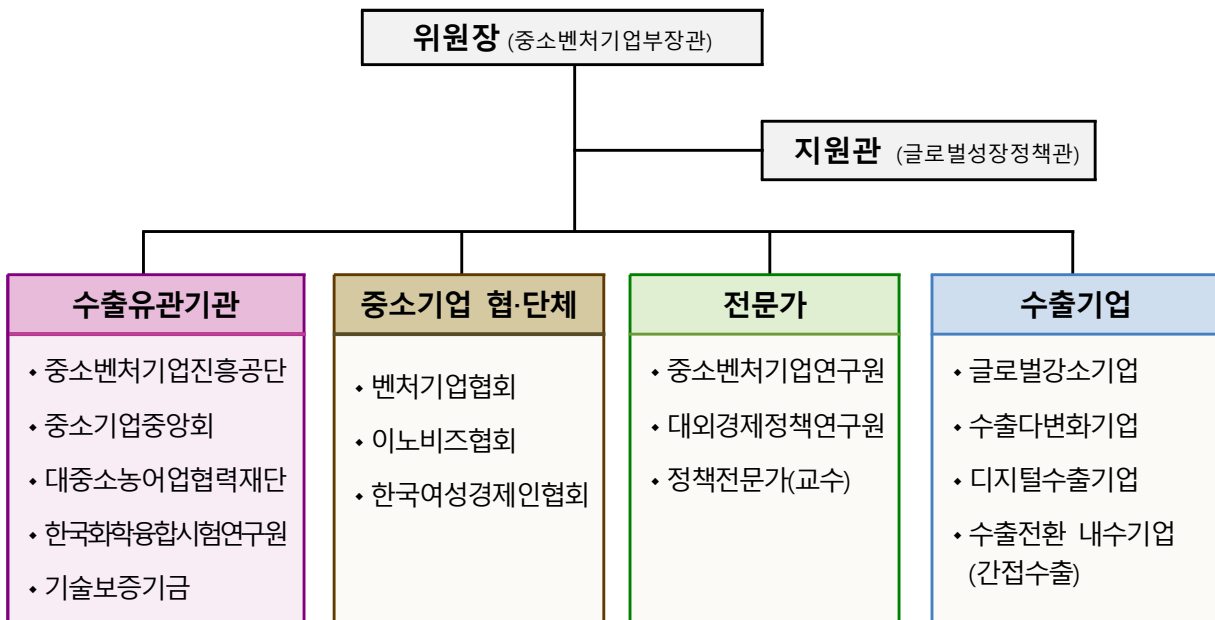 위원장 (중소벤처기업부장관)
지원관 (글로벌성장정책관)
수출유관기관
• 중소벤처기업진흥공단
• 중소기업중앙회
• 대중소농어업협력재단
• 한국화학융합시험연구원
• 기술보증기금
중소기업 협·단체
• 벤처기업협회
• 이노비즈협회
• 한국여성경제인협회
전문가
• 중소벤처기업연구원
• 대외경제정책연구원
• 정책전문가(교수)
수출기업
• 글로벌강소기업
• 수출다변화기업
• 디지털수출기업
• 수출전환 내수기업
(간접수출)